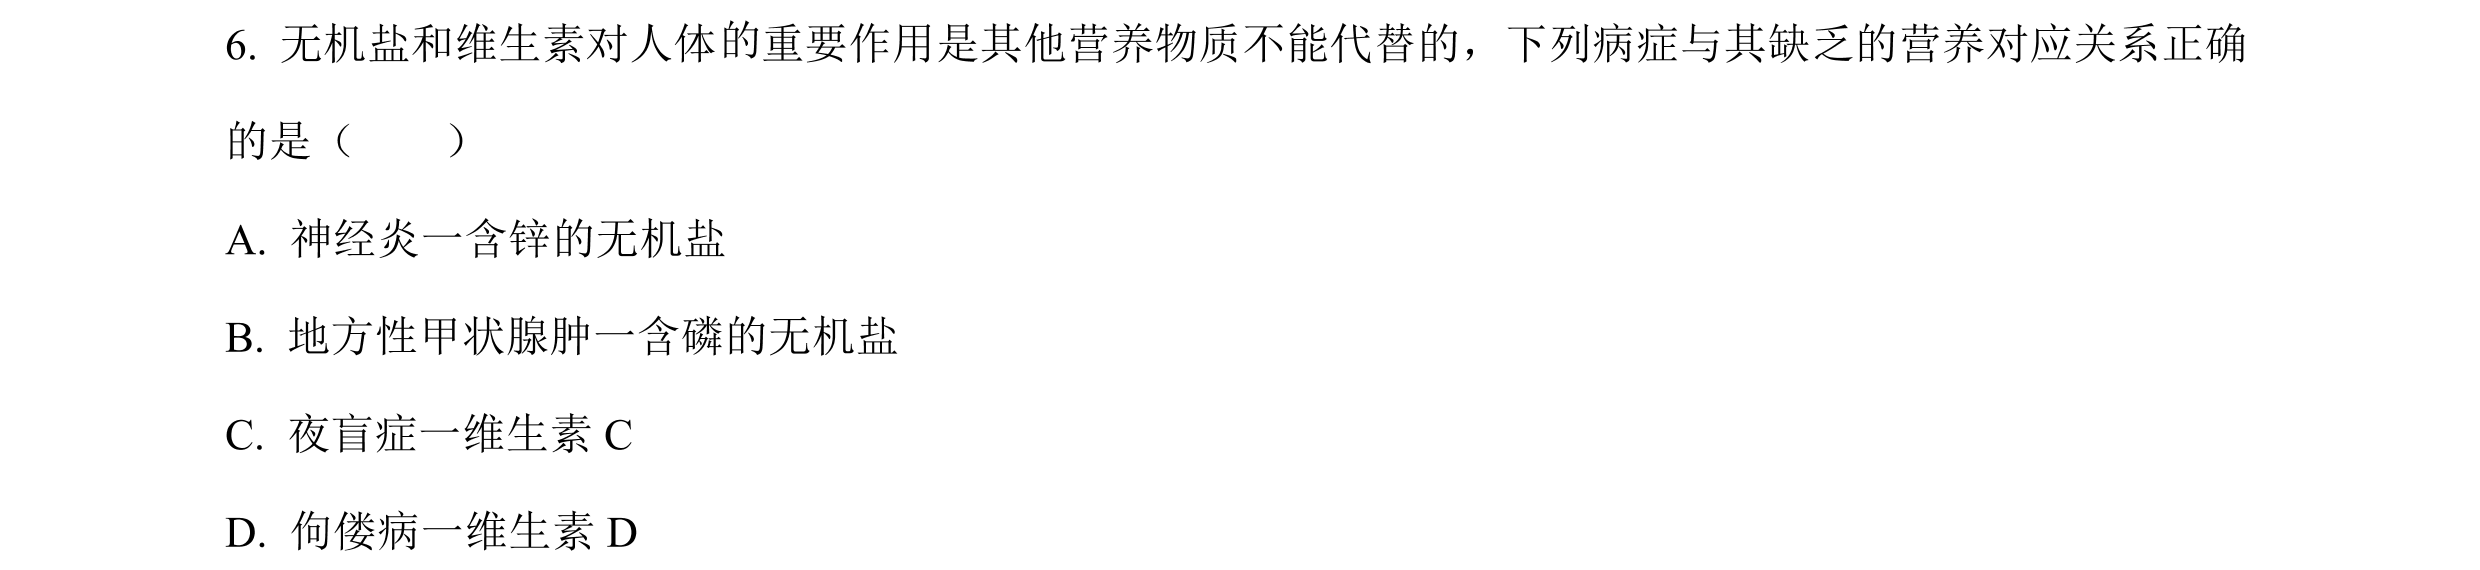 6. 无机盐和维生素对人体的重要作用是其他营养物质不能代替的，下列病症与其缺乏的营养对应关系正确
的是（　　）
A. 神经炎一含锌的无机盐
B. 地方性甲状腺肿一含磷的无机盐
C. 夜盲症一维生素 C
D. 佝偻病一维生素 D